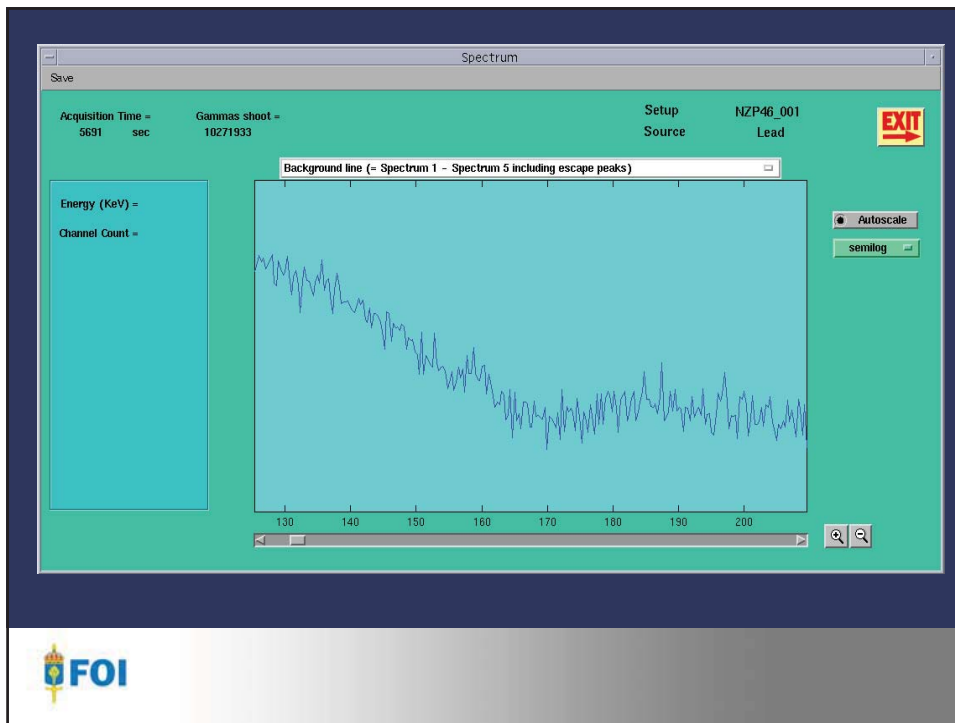 Spectrum
Save
Acquisition Time = Gammas shoot = Setup NZP46_001
5691 sec 10271933 Source Lead
EXIT
Background line (= Spectrum 1 - Spectrum 5 including escape peaks)
Energy (KeV) =
Channel Count =
Autoscale
semilog
130 140 150 160 170 180 190 200
FOI